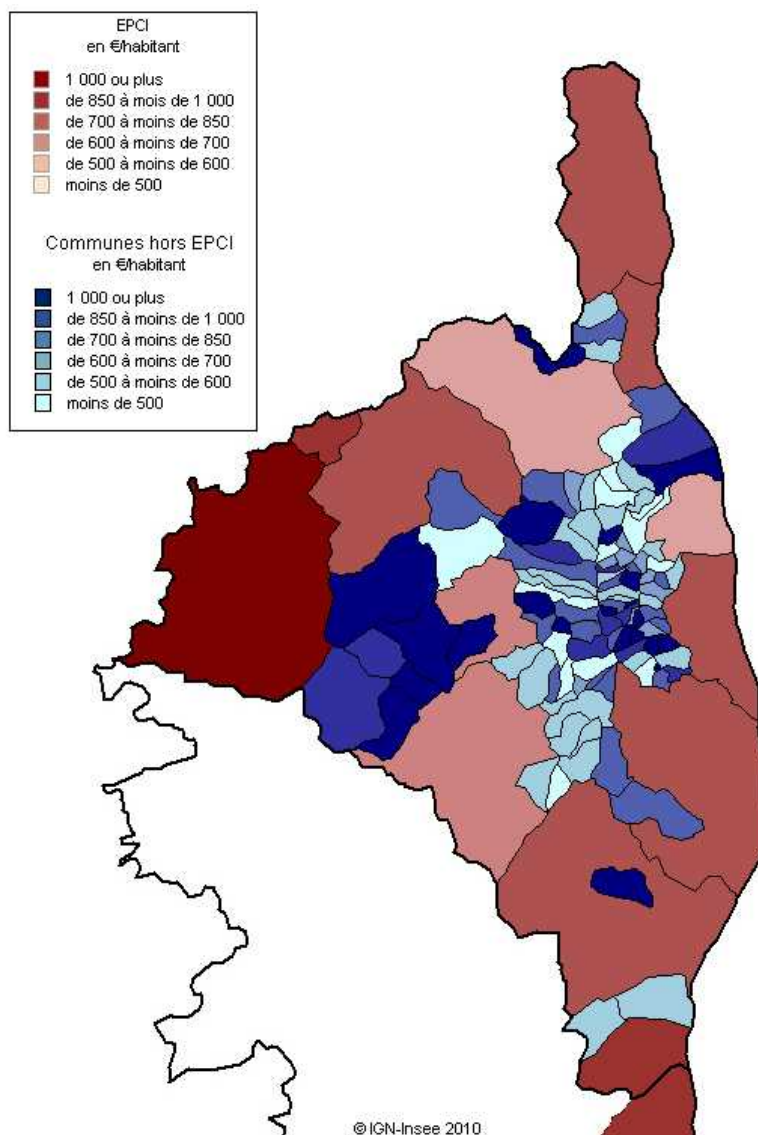 EPCI
en €/habitant
1 000 ou plus
de 850 à mois de 1 000
de 700 à moins de 850
de 600 à moins de 700
de 500 à moins de 600
moins de 500
Communes hors EPCI
en €/habitant
1 000 ou plus
de 850 à moins de 1 000
de 700 à moins de 850
de 600 à moins de 700
de 500 à moins de 600
moins de 500
© IGN-Insee 2010